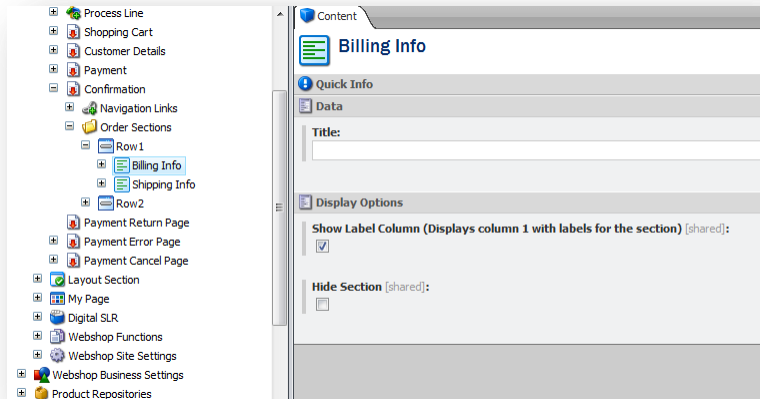 Process Line
Shopping Cart
Customer Details
Payment
Confirmation
Navigation Links
Order Sections
Row1
Billing Info
Shipping Info
Row2
Payment Return Page
Payment Error Page
Payment Cancel Page
Layout Section
My Page
Digital SLR
Webshop Functions
Webshop Site Settings
Webshop Business Settings
Product Repositories
Content
Billing Info
Quick Info
Data
Title:
Display Options
Show Label Column (Displays column 1 with labels for the section) [shared]:
Hide Section [shared]: